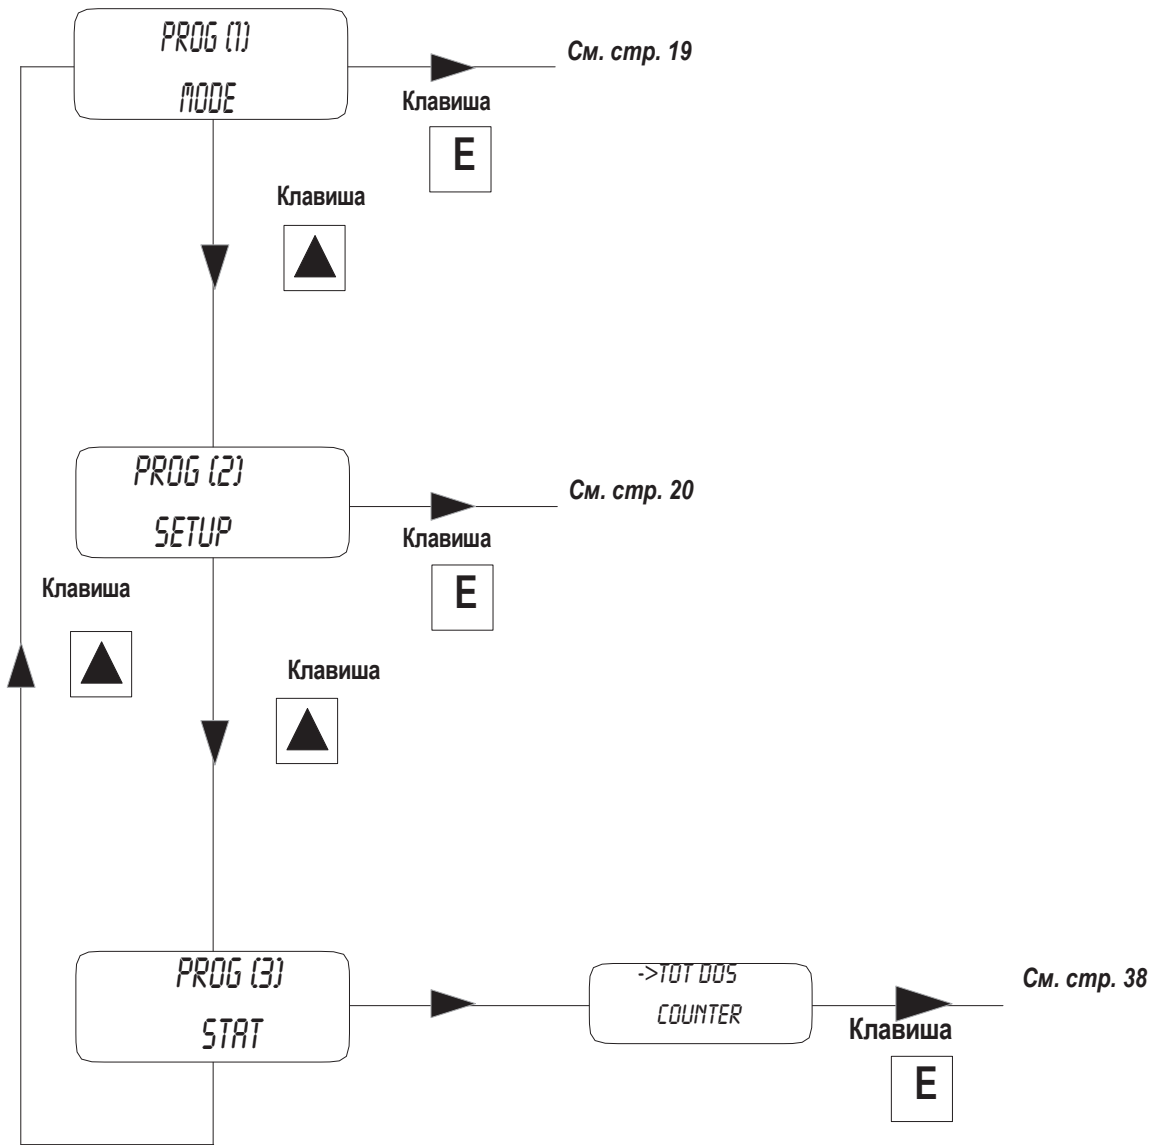 PROG (1)
MODE
См. стр. 19
Клавиша
E
Клавиша
PROG (2)
SETUP
См. стр. 20
Клавиша
E
Клавиша
Клавиша
PROG (3)
STAT
->TOT DOS
COUNTER
См. стр. 38
Клавиша
E